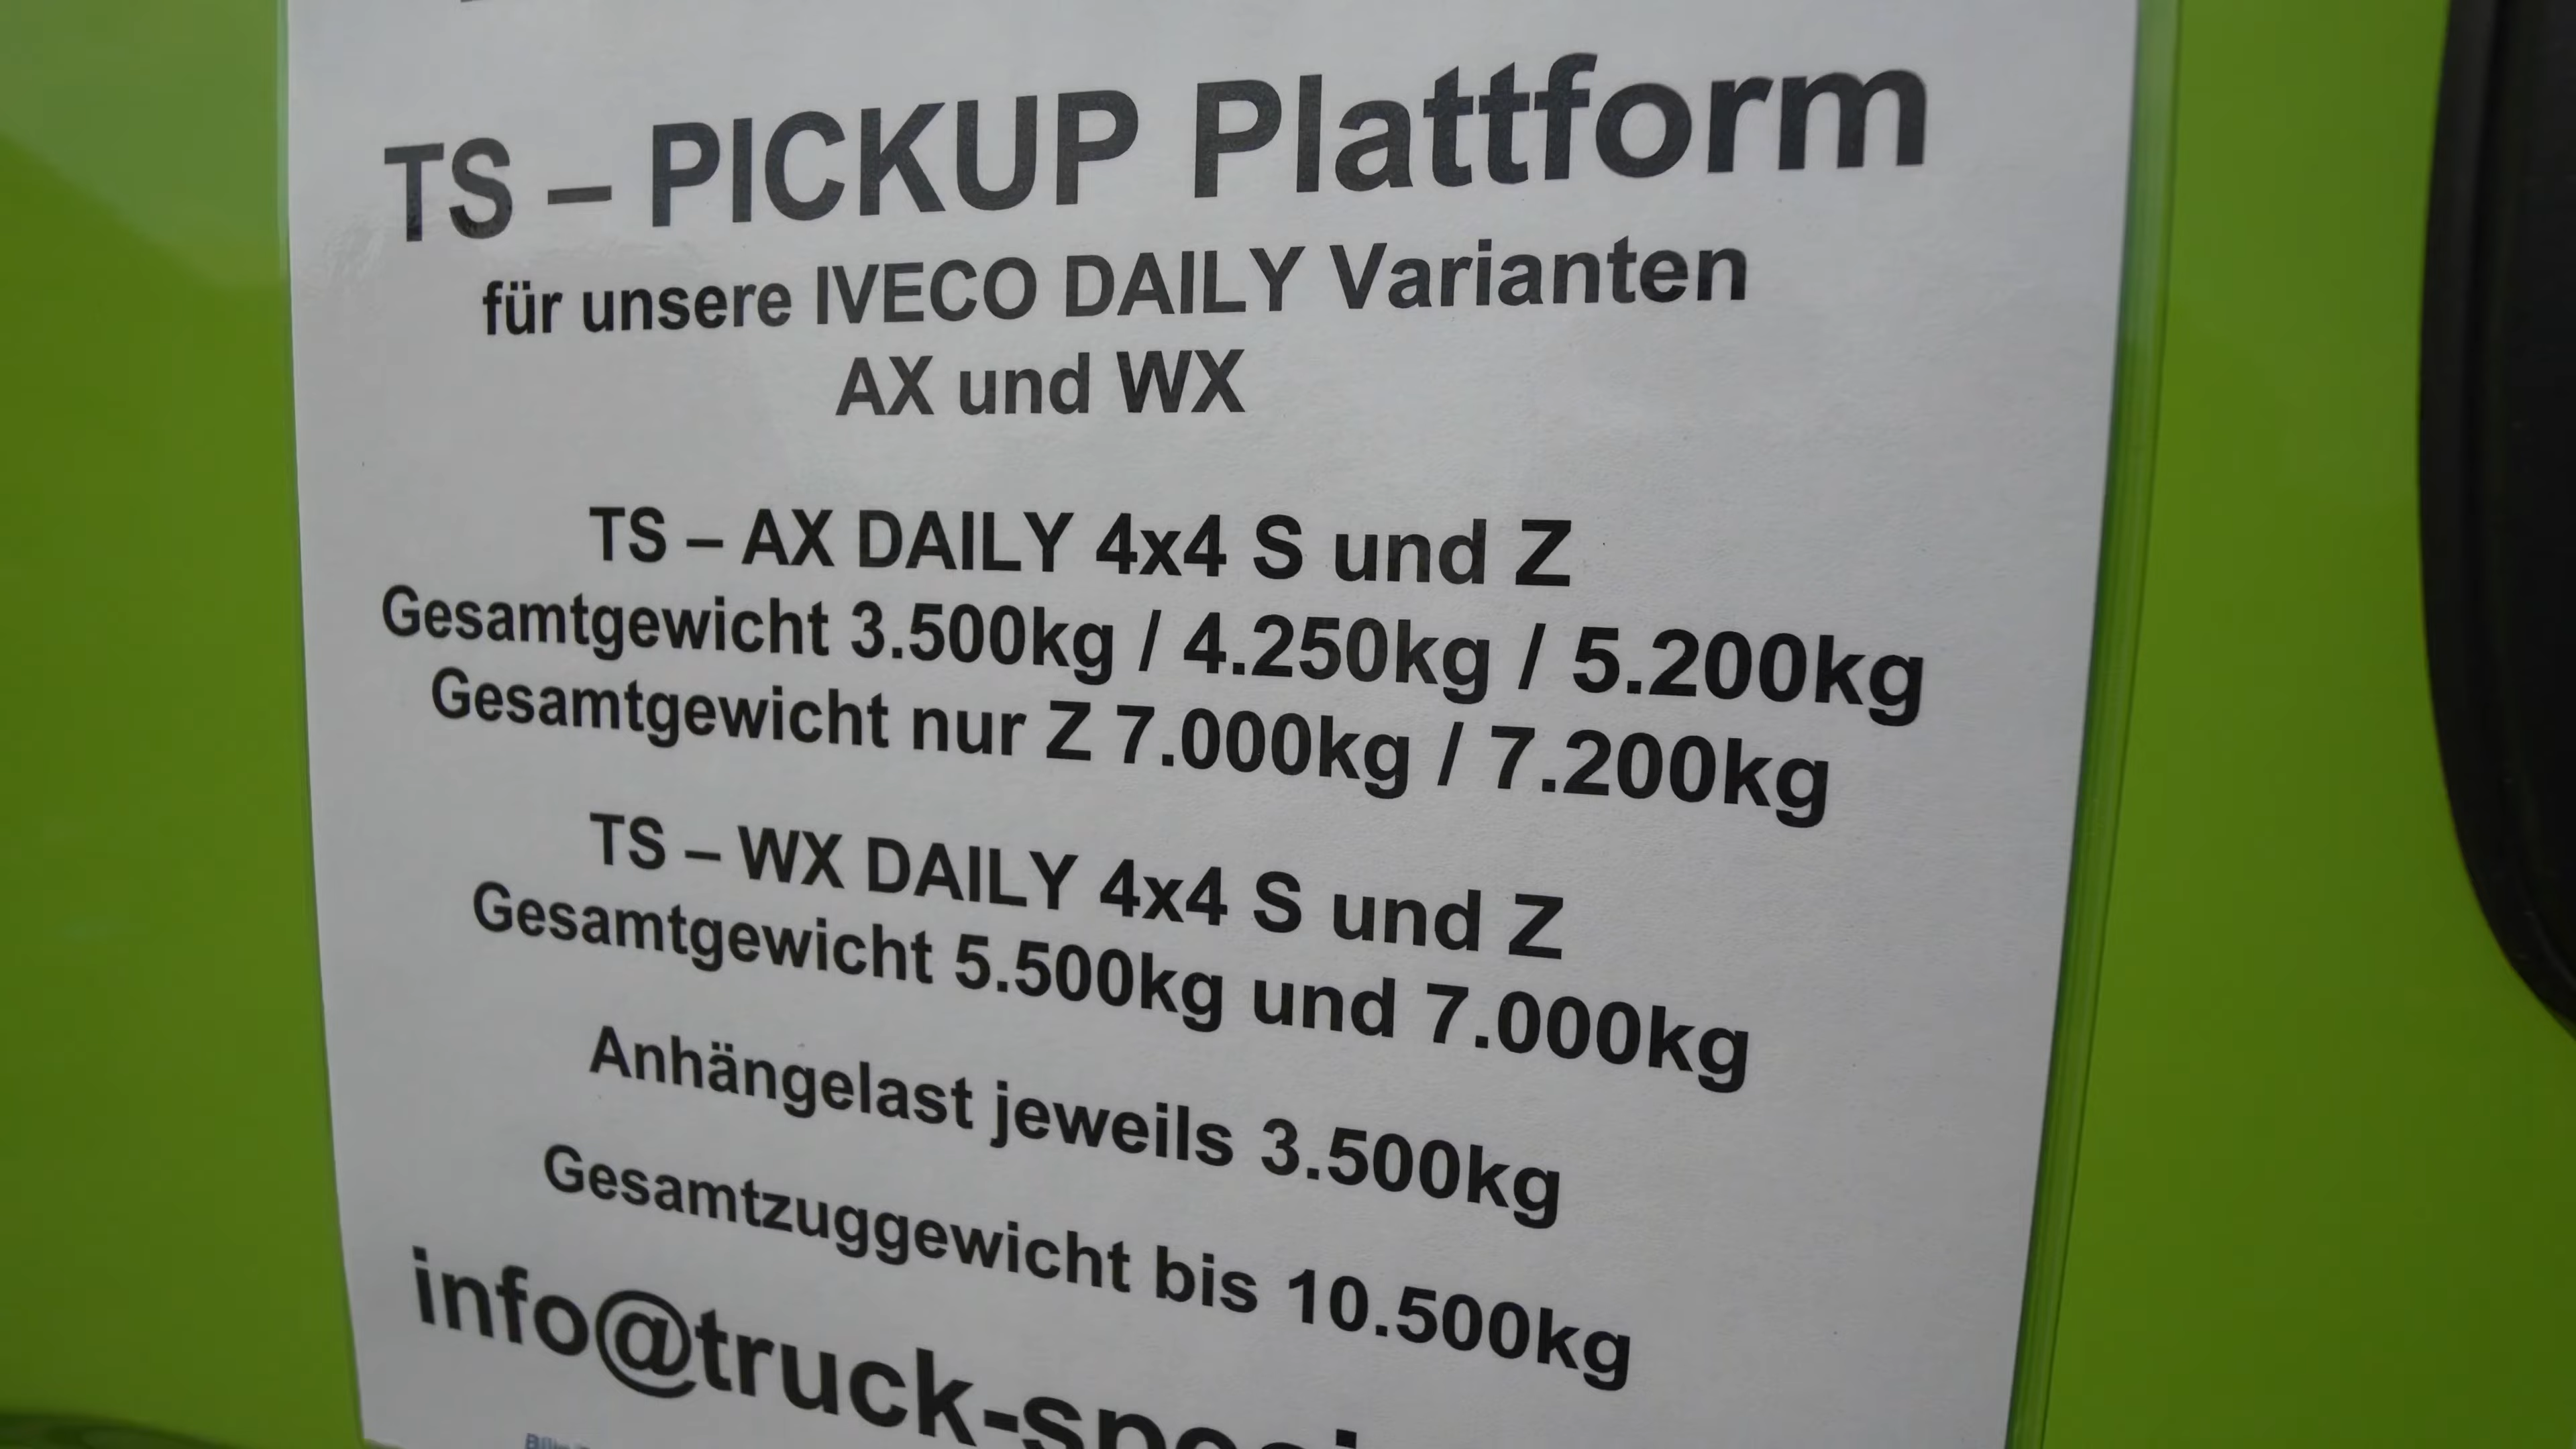 TS – PICKUP Plattform
für unsere IVECO DAILY Varianten
AX und WX
TS – AX DAILY 4x4 S und Z
Gesamtgewicht 3.500kg / 4.250kg / 5.200kg
Gesamtgewicht nur Z 7.000kg / 7.200kg
TS – WX DAILY 4x4 S und Z
Gesamtgewicht 5.500kg und 7.000kg
Anhängelast jeweils 3.500kg
Gesamtzuggewicht bis 10.500kg
info@truck-spezi